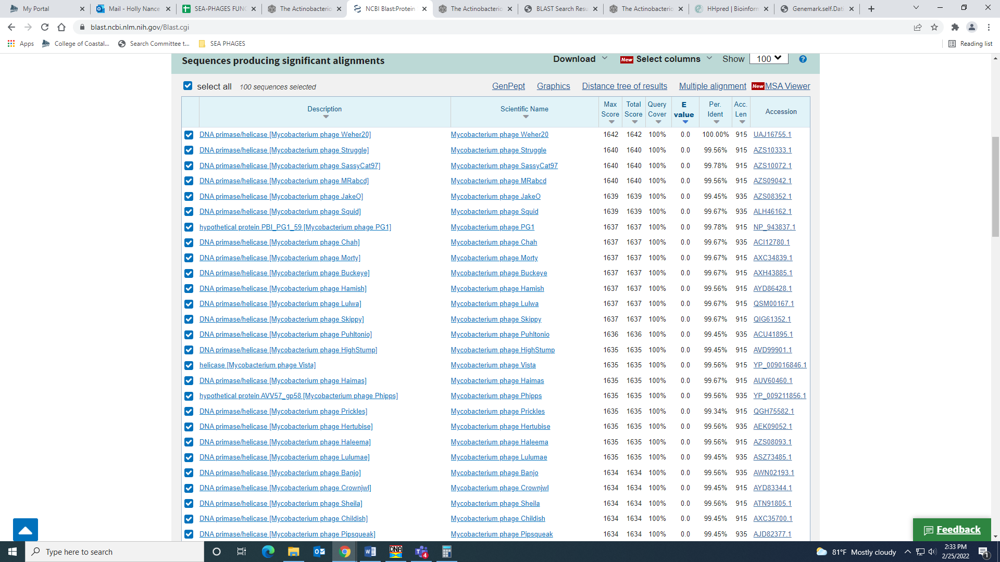 My Portal
Mail - Holly Nance
SEA-PHAGES FUNC
The Actinobacterio
NCBI Blast:Protein
The Actinobacterio
BLAST Search Resu
The Actinobacterio
HHpred | Bioinform
Genemark.self.Dat
blast.ncbi.nlm.nih.gov/Blast.cgi
Apps College of Coastal... Search Committee t... SEA PHAGES Reading list
Sequences producing significant alignments Download New Select columns Show 100 ?
select all 100 sequences selected GenPept Graphics Distance tree of results Multiple alignment New MSA Viewer
Description Scientific Name Max Score Total Score Query Cover E value Per. Ident Acc. Len Accession
DNA primase/helicase [Mycobacterium phage Weher20] Mycobacterium phage Weher20 1642 1642 100% 0.0 100.00% 915 UAJ16755.1
DNA primase/helicase [Mycobacterium phage Struggle] Mycobacterium phage Struggle 1640 1640 100% 0.0 99.56% 915 AZS10333.1
DNA primase/helicase [Mycobacterium phage SassyCat97] Mycobacterium phage SassyCat97 1640 1640 100% 0.0 99.78% 915 AZS10072.1
DNA primase/helicase [Mycobacterium phage MRabcd] Mycobacterium phage MRabcd 1640 1640 100% 0.0 99.56% 915 AZS09042.1
DNA primase/helicase [Mycobacterium phage JakeO] Mycobacterium phage JakeO 1639 1639 100% 0.0 99.45% 935 AZS08352.1
DNA primase/helicase [Mycobacterium phage Squid] Mycobacterium phage Squid 1639 1639 100% 0.0 99.67% 935 ALH46162.1
hypothetical protein PBI_PG1_59 [Mycobacterium phage PG1] Mycobacterium phage PG1 1637 1637 100% 0.0 99.78% 915 NP_943837.1
DNA primase/helicase [Mycobacterium phage Chah] Mycobacterium phage Chah 1637 1637 100% 0.0 99.67% 935 ACI12780.1
DNA primase/helicase [Mycobacterium phage Morty] Mycobacterium phage Morty 1637 1637 100% 0.0 99.67% 915 AXC34839.1
DNA primase/helicase [Mycobacterium phage Buckeye] Mycobacterium phage Buckeye 1637 1637 100% 0.0 99.67% 915 AXH43885.1
DNA primase/helicase [Mycobacterium phage Hamish] Mycobacterium phage Hamish 1637 1637 100% 0.0 99.56% 915 AYD86428.1
DNA primase/helicase [Mycobacterium phage Lulwa] Mycobacterium phage Lulwa 1637 1637 100% 0.0 99.67% 915 QSM00167.1
DNA primase/helicase [Mycobacterium phage Skippy] Mycobacterium phage Skippy 1637 1637 100% 0.0 99.67% 915 QIG61352.1
DNA primase/helicase [Mycobacterium phage Puhltonio] Mycobacterium phage Puhltonio 1636 1636 100% 0.0 99.45% 935 ACU41895.1
DNA primase/helicase [Mycobacterium phage HighStump] Mycobacterium phage HighStump 1635 1635 100% 0.0 99.45% 915 AVD99901.1
helicase [Mycobacterium phage Vista] Mycobacterium phage Vista 1635 1635 100% 0.0 99.56% 915 YP_009016846.1
DNA primase/helicase [Mycobacterium phage Haimas] Mycobacterium phage Haimas 1635 1635 100% 0.0 99.67% 915 AUV60460.1
hypothetical protein AVV57_gp58 [Mycobacterium phage Phipps] Mycobacterium phage Phipps 1635 1635 100% 0.0 99.56% 935 YP_009211856.1
DNA primase/helicase [Mycobacterium phage Prickles] Mycobacterium phage Prickles 1635 1635 100% 0.0 99.34% 915 QGH75582.1
DNA primase/helicase [Mycobacterium phage Hertubise] Mycobacterium phage Hertubise 1635 1635 100% 0.0 99.56% 935 AEK09052.1
DNA primase/helicase [Mycobacterium phage Haleema] Mycobacterium phage Haleema 1635 1635 100% 0.0 99.56% 915 AZS08093.1
DNA primase/helicase [Mycobacterium phage Lulumae] Mycobacterium phage Lulumae 1635 1635 100% 0.0 99.45% 935 ASZ73485.1
DNA primase/helicase [Mycobacterium phage Banjo] Mycobacterium phage Banjo 1634 1634 100% 0.0 99.56% 935 AWN02193.1
DNA primase/helicase [Mycobacterium phage Crownjwl] Mycobacterium phage Crownjwl 1634 1634 100% 0.0 99.45% 915 AYD83344.1
DNA primase/helicase [Mycobacterium phage Sheila] Mycobacterium phage Sheila 1634 1634 100% 0.0 99.56% 915 ATN91805.1
DNA primase/helicase [Mycobacterium phage Childish] Mycobacterium phage Childish 1634 1634 100% 0.0 99.45% 915 AXC35700.1
DNA primase/helicase [Mycobacterium phage Pipsqueak] Mycobacterium phage Pipsqueak 1634 1634 100% 0.0 99.45% 935 AJD82377.1
Feedback
Type here to search DNA 4 81°F Mostly cloudy 2:33 PM 1
2/25/2022